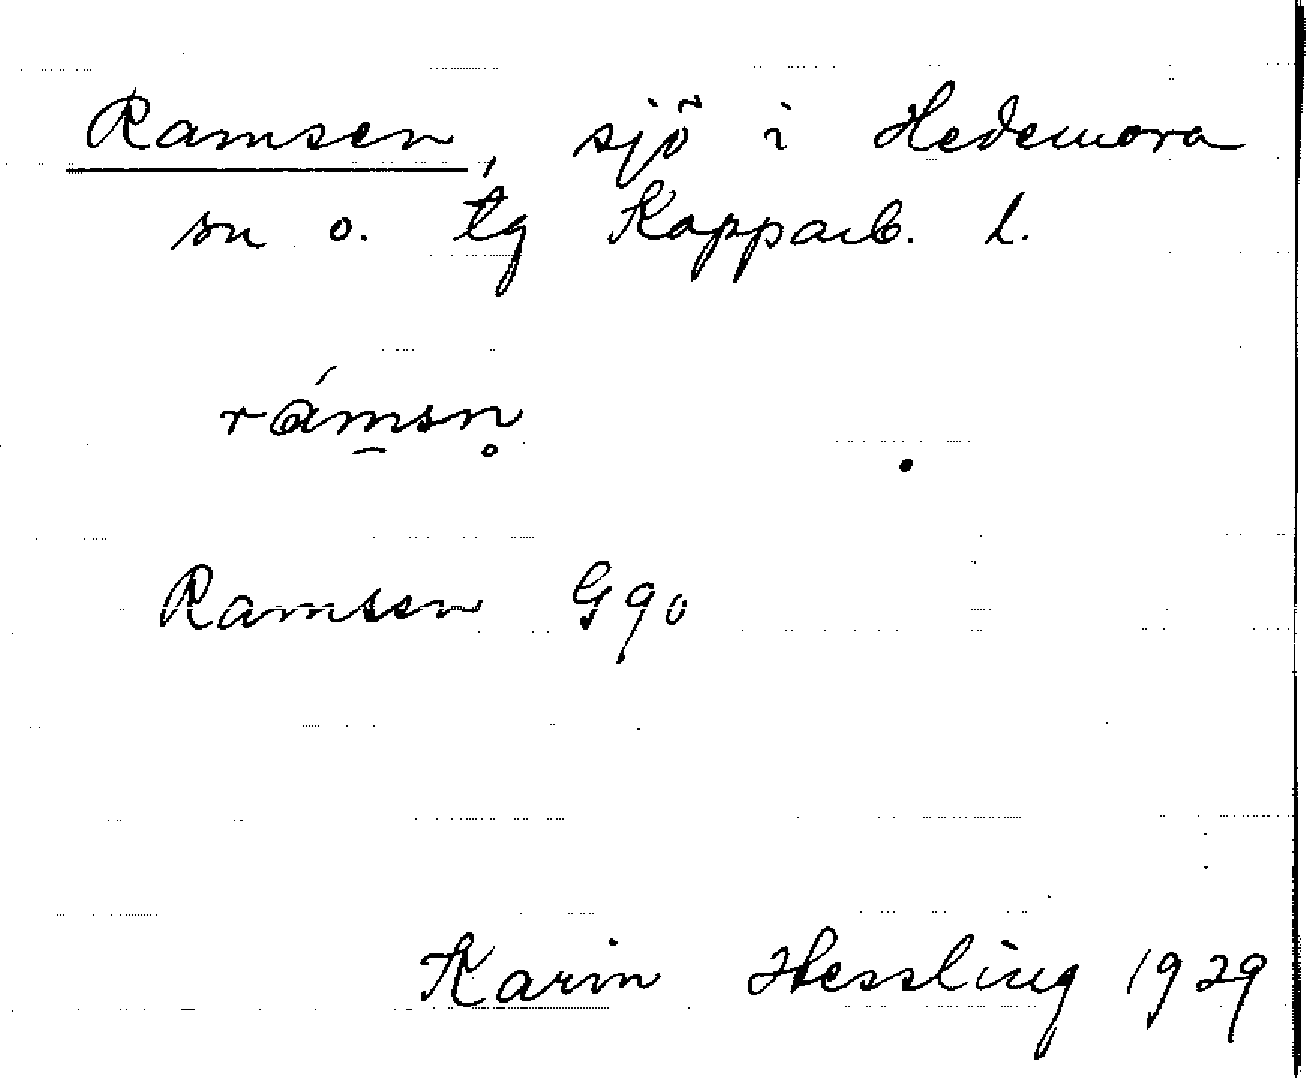 Ramsen, sjö i Hedemora
sn o. tg Kopparb. l.
rámsn̥
Ramsen G90
Karin Hessling 1929